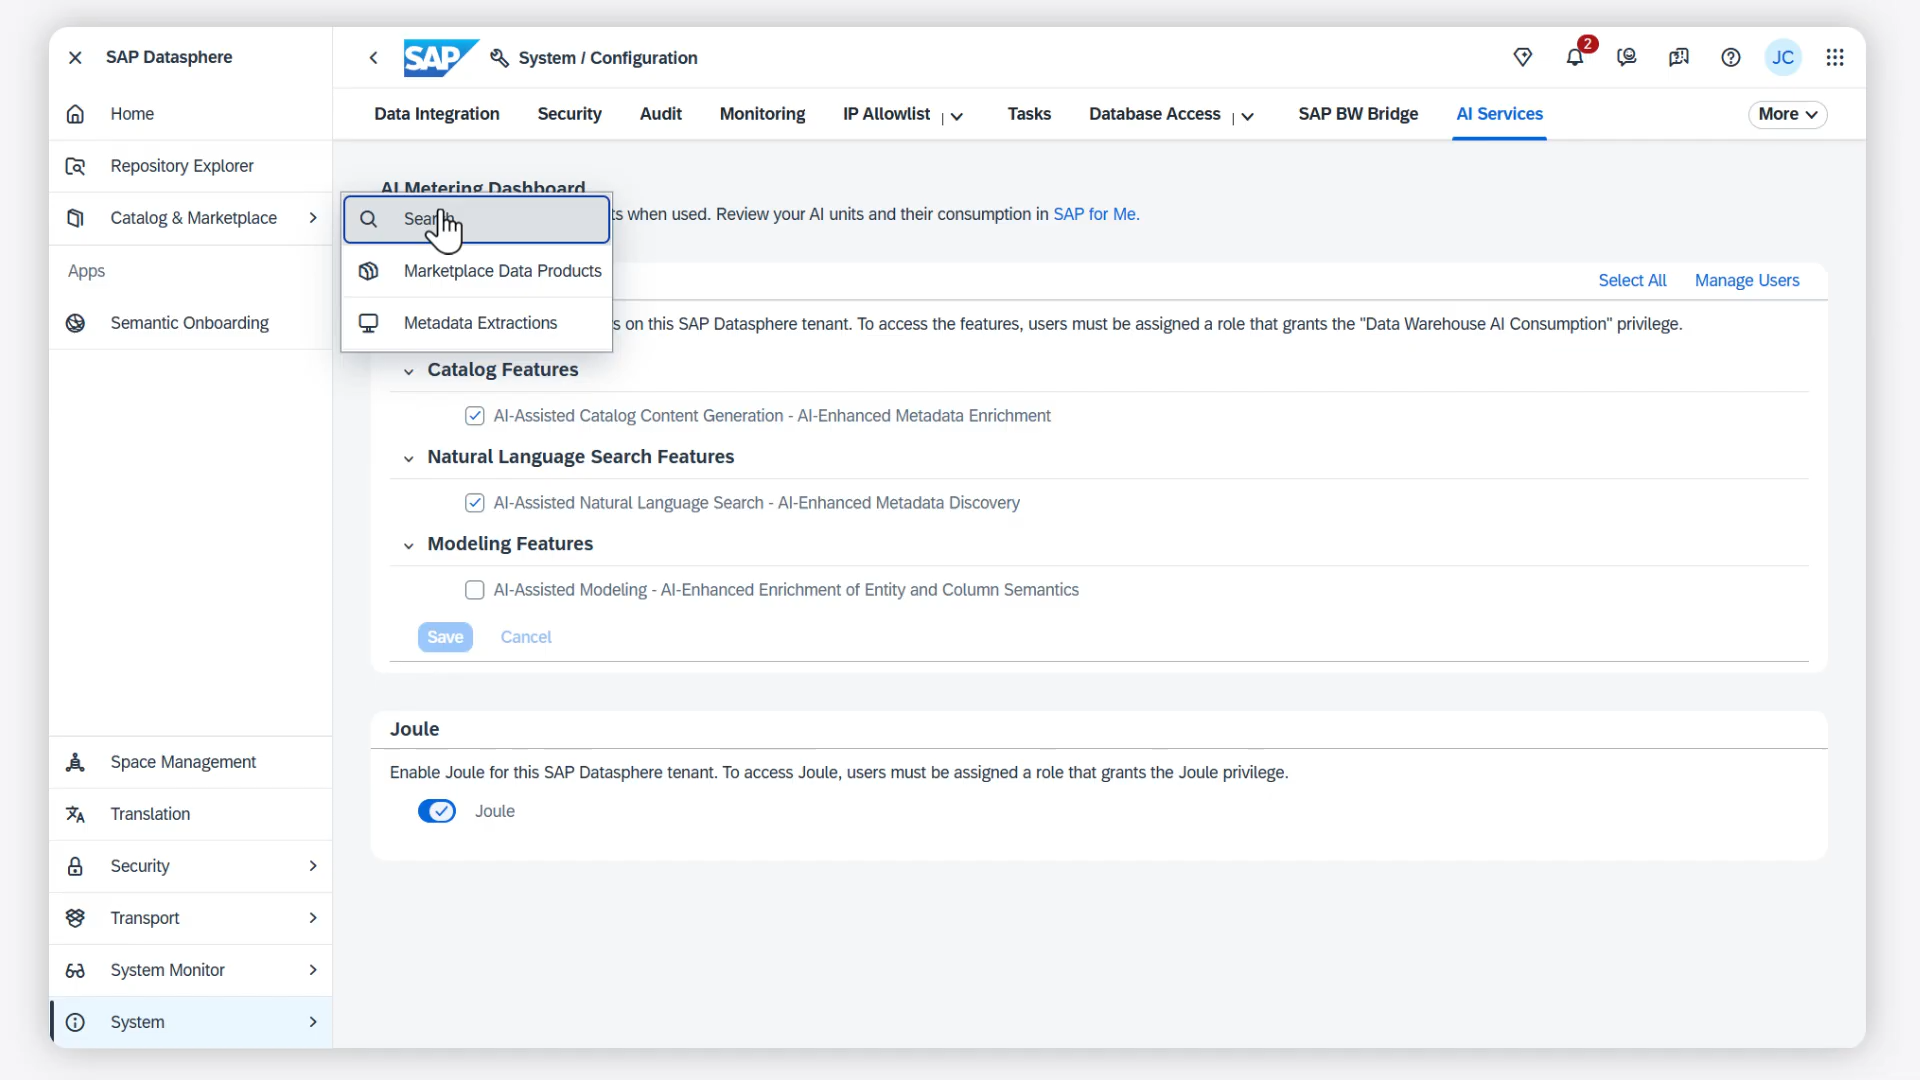 SAP Datasphere
SAP
System / Configuration
2
JC
Home
Repository Explorer
Catalog & Marketplace
Apps
Semantic Onboarding
Space Management
Translation
Security
Transport
System Monitor
System
Data Integration
Security
Audit
Monitoring
IP Allowlist
Tasks
Database Access
SAP BW Bridge
AI Services
More
AI Metering Dashboard
Search
Marketplace Data Products
Metadata Extractions
ts when used. Review your AI units and their consumption in SAP for Me.
Select All
Manage Users
s on this SAP Datasphere tenant. To access the features, users must be assigned a role that grants the "Data Warehouse AI Consumption" privilege.
Catalog Features
AI-Assisted Catalog Content Generation - AI-Enhanced Metadata Enrichment
Natural Language Search Features
AI-Assisted Natural Language Search - AI-Enhanced Metadata Discovery
Modeling Features
AI-Assisted Modeling - AI-Enhanced Enrichment of Entity and Column Semantics
Save
Cancel
Joule
Enable Joule for this SAP Datasphere tenant. To access Joule, users must be assigned a role that grants the Joule privilege.
Joule